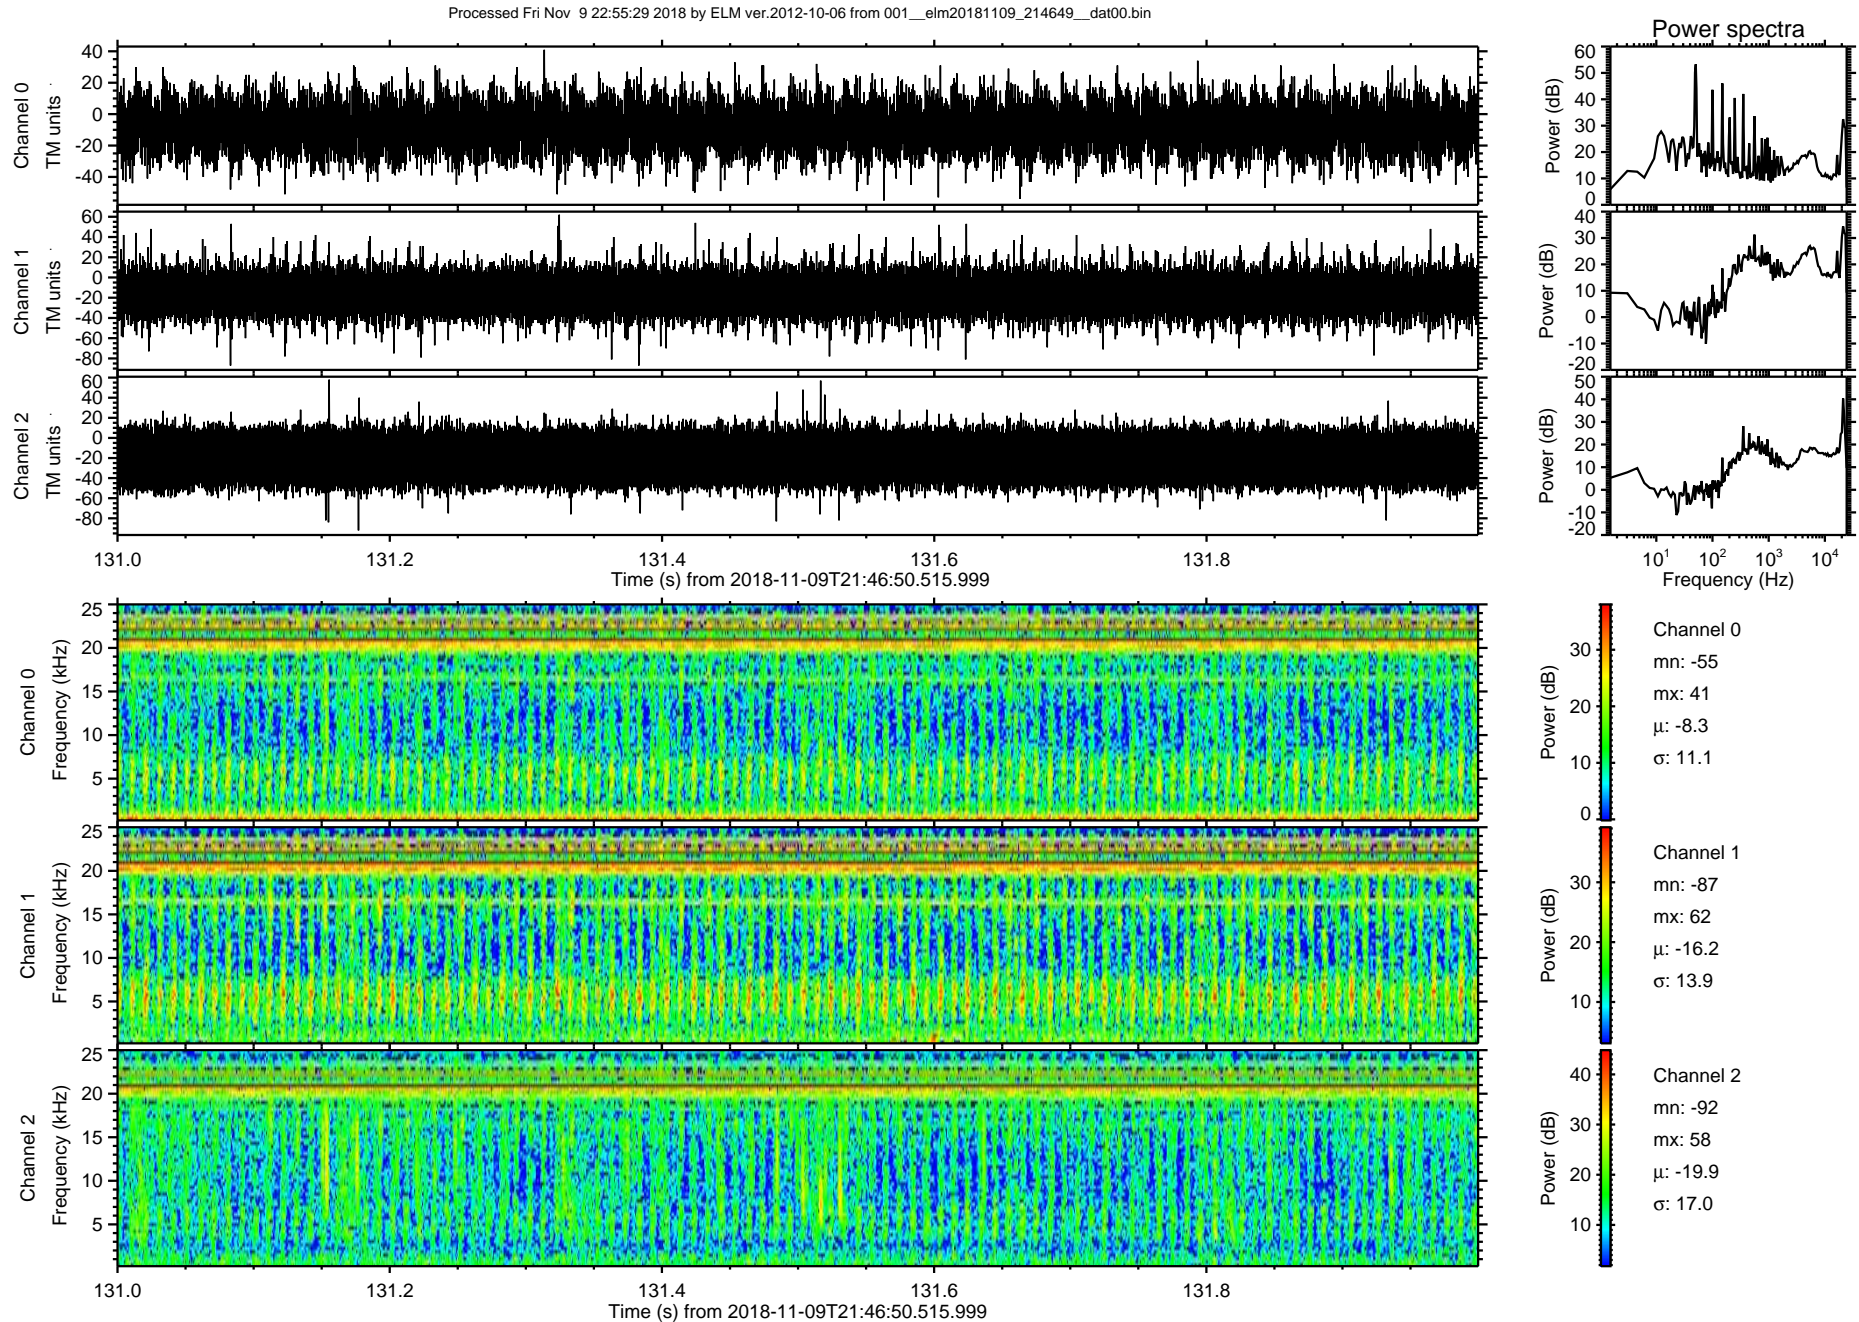 Processed Fri Nov  9 22:55:29 2018 by ELM ver.2012-10-06 from 001__elm20181109_214649__dat00.bin
Power spectra
Channel 0
TM units
40
20
0
-20
-40
Power (dB)
60
50
40
30
20
10
0
Channel 1
TM units
60
40
20
0
-20
-40
-60
-80
Power (dB)
40
30
20
10
0
-10
-20
Channel 2
TM units
60
40
20
0
-20
-40
-60
-80
Power (dB)
50
40
30
20
10
0
-10
-20
131.0 131.2 131.4 131.6 131.8
Time (s) from 2018-11-09T21:46:50.515.999
10¹ 10² 10³ 10⁴
Frequency (Hz)
Channel 0
Frequency (kHz)
25
20
15
10
5
Power (dB)
30
20
10
0
Channel 0
mn: -55
mx: 41
μ: -8.3
σ: 11.1
Channel 1
Frequency (kHz)
25
20
15
10
5
Power (dB)
30
20
10
Channel 1
mn: -87
mx: 62
μ: -16.2
σ: 13.9
Channel 2
Frequency (kHz)
25
20
15
10
5
Power (dB)
40
30
20
10
Channel 2
mn: -92
mx: 58
μ: -19.9
σ: 17.0
131.0 131.2 131.4 131.6 131.8
Time (s) from 2018-11-09T21:46:50.515.999